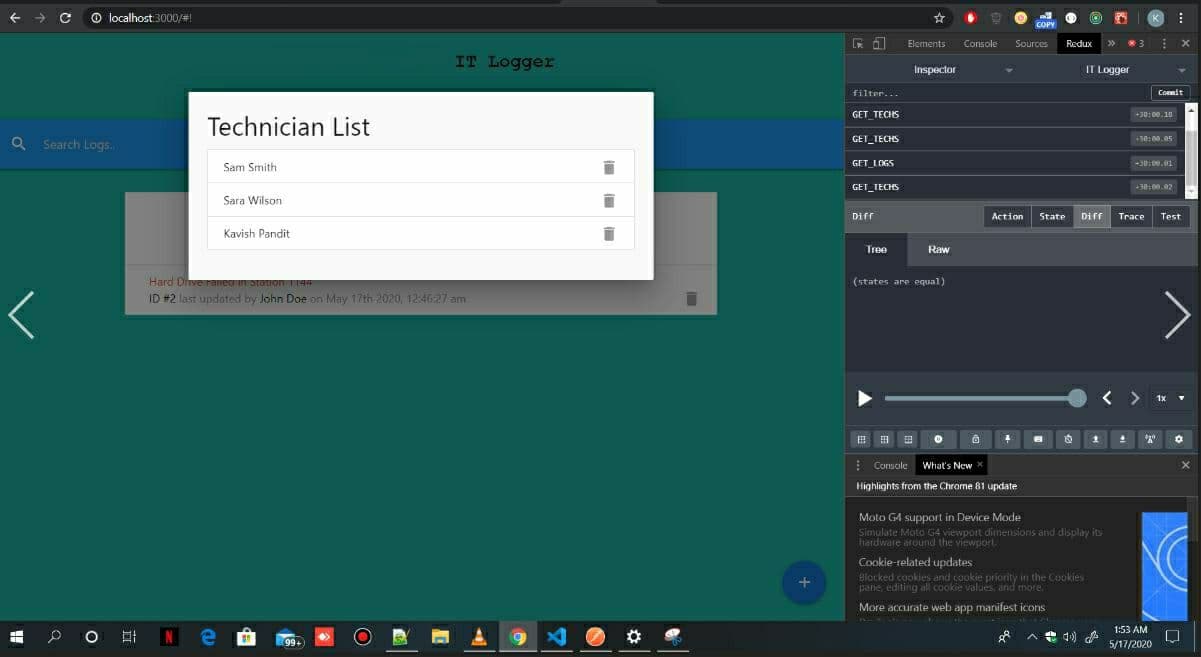 localhost:3000/#!
COPY
K
IT Logger
Search Logs..
Technician List
Sam Smith
Sara Wilson
Kavish Pandit
Hard Drive Failed In Station 1144
ID #2 last updated by John Doe on May 17th 2020, 12:46:27 am
+
Elements Console Sources Redux » 3
Inspector IT Logger
filter... Commit
GET_TECHS +30:00.18
GET_TECHS +30:00.05
GET_LOGS +30:00.01
GET_TECHS +30:00.02
Diff Action State Diff Trace Test
Tree Raw
(states are equal)
1x
Console What's New ×
Highlights from the Chrome 81 update
Moto G4 support in Device Mode
Simulate Moto G4 viewport dimensions and display its
hardware around the viewport.
Cookie-related updates
Blocked cookies and cookie priority in the Cookies
pane, editing all cookie values, and more.
More accurate web app manifest icons
N
99+
1:53 AM
5/17/2020